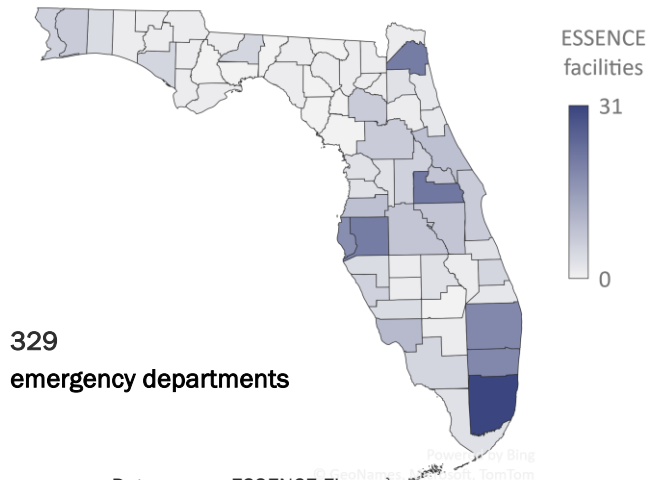 ESSENCE
facilities
31
0
329
emergency departments
Powered by Bing
© GeoNames, Microsoft, TomTom